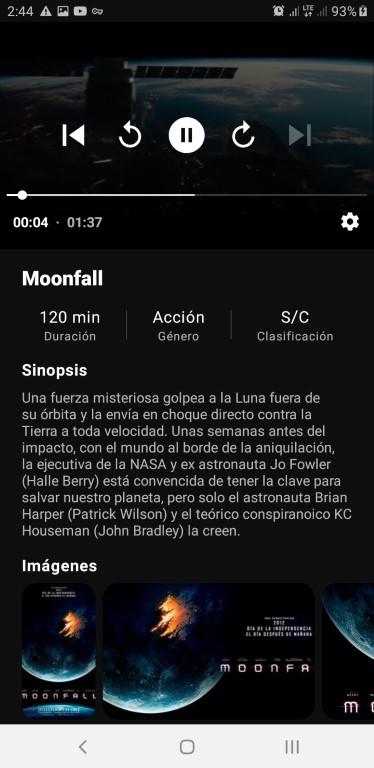 2:44
LTE
93%
00:04 · 01:37
Moonfall
120 min
Duración
Acción
Género
S/C
Clasificación
Sinopsis
Una fuerza misteriosa golpea a la Luna fuera de
su órbita y la envía en choque directo contra la
Tierra a toda velocidad. Unas semanas antes del
impacto, con el mundo al borde de la aniquilación,
la ejecutiva de la NASA y ex astronauta Jo Fowler
(Halle Berry) está convencida de tener la clave para
salvar nuestro planeta, pero solo el astronauta Brian
Harper (Patrick Wilson) y el teórico conspiranoico KC
Houseman (John Bradley) la creen.
Imágenes
MOONFALL
2012
DÍA DE LA INDEPENDENCIA
EL DÍA DESPUÉS DE MAÑANA
MOONFA
M O